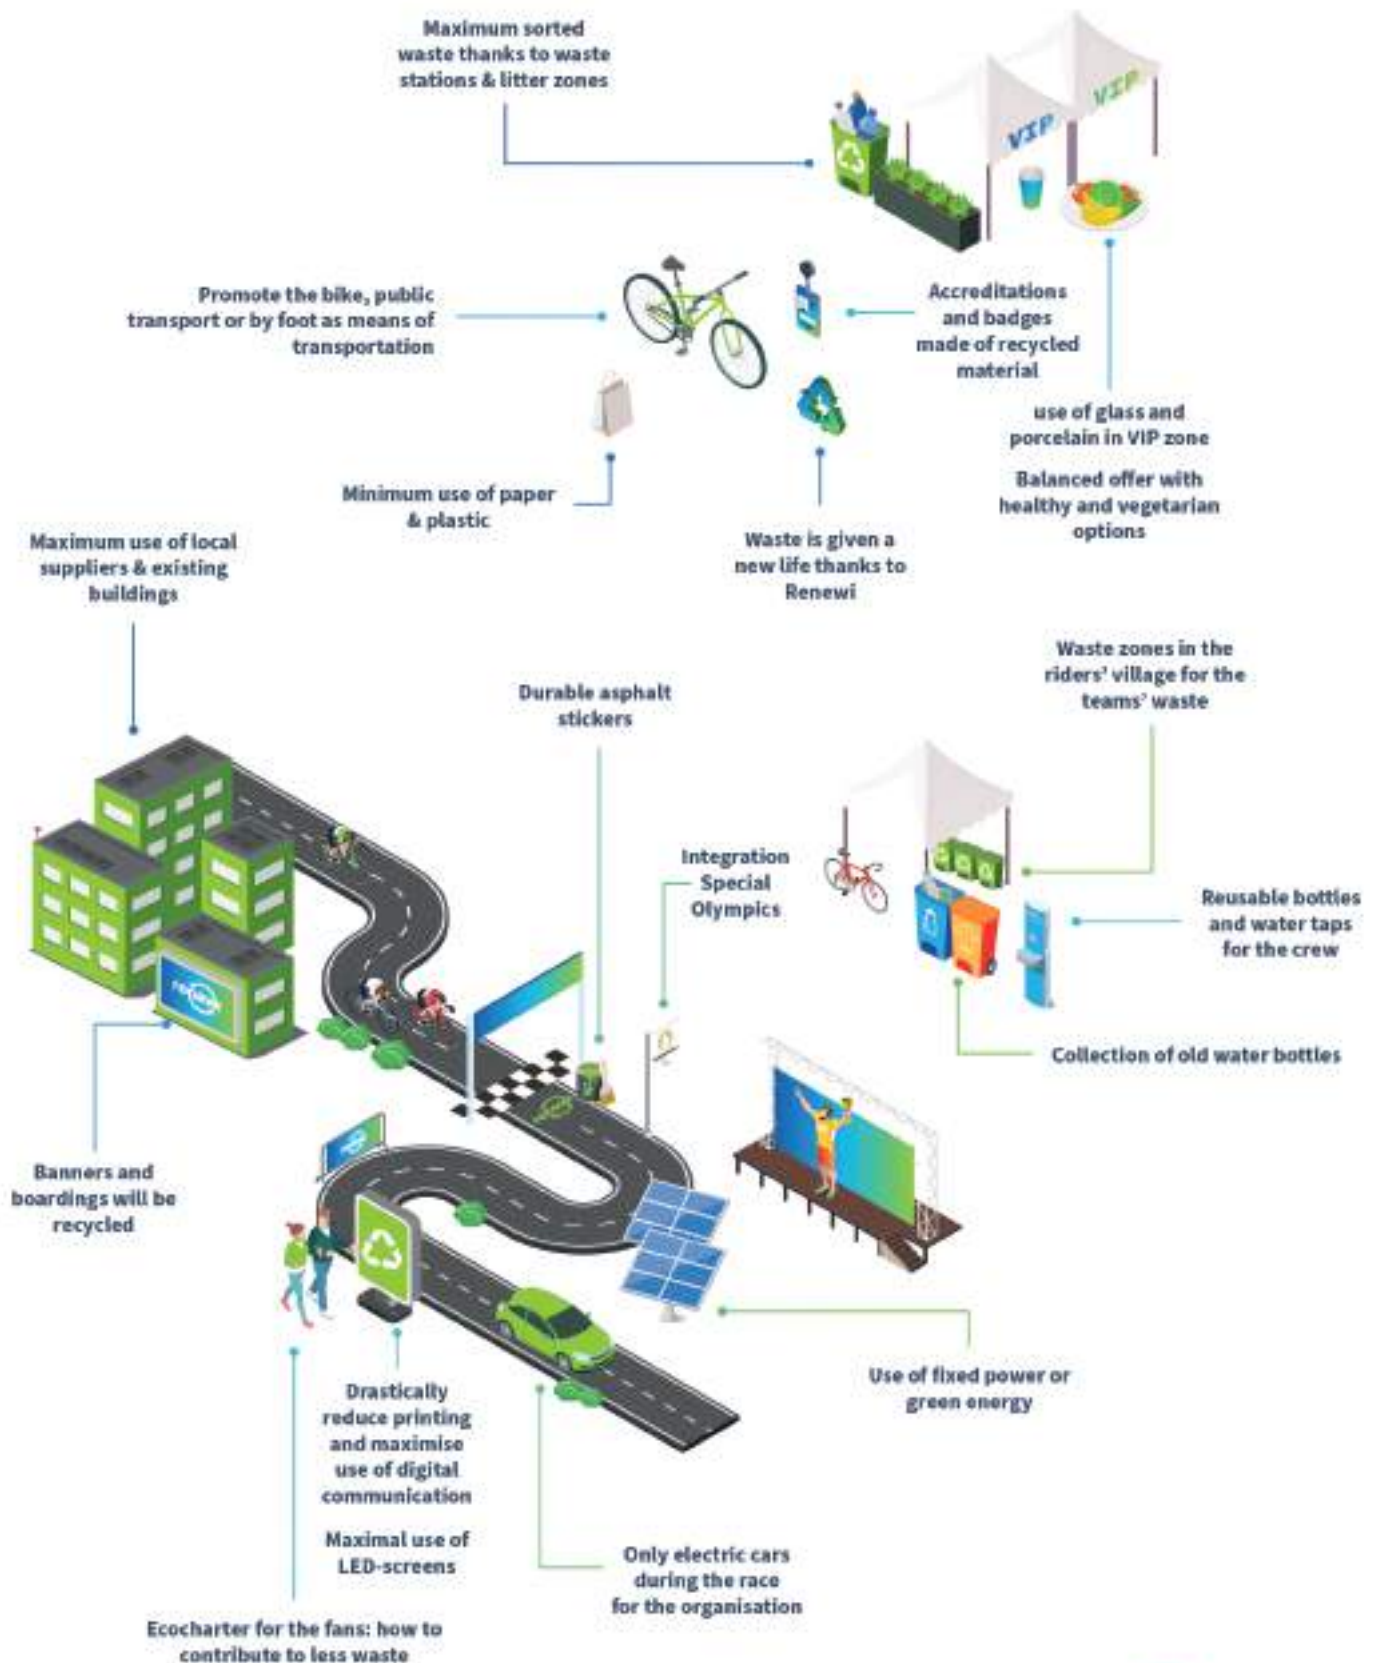 Maximum sorted
waste thanks to waste
stations & litter zones
VIP
VIP
Promote the bike, public
transport or by foot as means of
transportation
Accreditations
and badges
made of recycled
material
use of glass and
porcelain in VIP zone
Balanced offer with
healthy and vegetarian
options
Minimum use of paper
& plastic
Waste is given a
new life thanks to
Renewi
Maximum use of local
suppliers & existing
buildings
Waste zones in the
riders' village for the
teams' waste
Durable asphalt
stickers
Integration
Special
Olympics
Reusable bottles
and water taps
for the crew
Collection of old water bottles
Banners and
boardings will be
recycled
Use of fixed power or
green energy
Drastically
reduce printing
and maximise
use of digital
communication
Maximal use of
LED-screens
Only electric cars
during the race
for the organisation
Ecocharter for the fans: how to
contribute to less waste